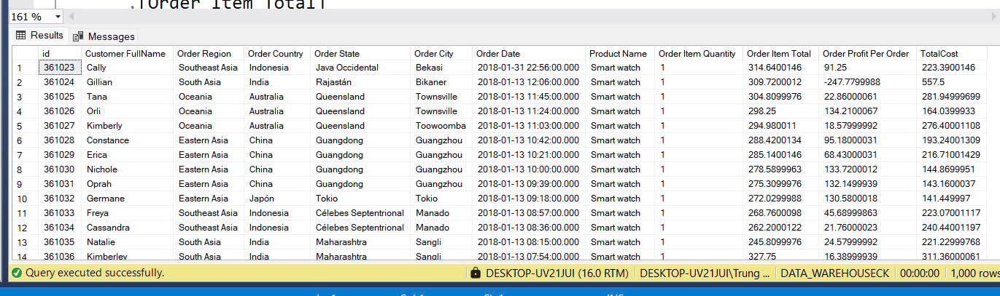 ,[Order Item Total]
161 %
Results Messages
id Customer FullName Order Region Order Country Order State Order City Order Date Product Name Order Item Quantity Order Item Total Order Profit Per Order TotalCost
1 361023 Cally Southeast Asia Indonesia Java Occidental Bekasi 2018-01-31 22:56:00.000 Smart watch 1 314.6400146 91.25 223.3900146
2 361024 Gillian South Asia India Rajastán Bikaner 2018-01-13 12:06:00.000 Smart watch 1 309.7200012 -247.7799988 557.5
3 361025 Tana Oceania Australia Queensland Townsville 2018-01-13 11:45:00.000 Smart watch 1 304.8099976 22.86000061 281.94999699
4 361026 Orli Oceania Australia Queensland Townsville 2018-01-13 11:24:00.000 Smart watch 1 298.25 134.2100067 164.0399933
5 361027 Kimberly Oceania Australia Queensland Toowoomba 2018-01-13 11:03:00.000 Smart watch 1 294.980011 18.57999992 276.40001108
6 361028 Constance Eastern Asia China Guangdong Guangzhou 2018-01-13 10:42:00.000 Smart watch 1 288.4200134 95.18000031 193.24001309
7 361029 Erica Eastern Asia China Guangdong Guangzhou 2018-01-13 10:21:00.000 Smart watch 1 285.1400146 68.43000031 216.71001429
8 361030 Nichole Eastern Asia China Guangdong Guangzhou 2018-01-13 10:00:00.000 Smart watch 1 278.5899963 133.7200012 144.8699951
9 361031 Oprah Eastern Asia China Guangdong Guangzhou 2018-01-13 09:39:00.000 Smart watch 1 275.3099976 132.1499939 143.1600037
10 361032 Germane Eastern Asia Japón Tokio Tokio 2018-01-13 09:18:00.000 Smart watch 1 272.0299988 130.5800018 141.449997
11 361033 Freya Southeast Asia Indonesia Célebes Septentrional Manado 2018-01-13 08:57:00.000 Smart watch 1 268.7600098 45.68999863 223.07001117
12 361034 Cassandra Southeast Asia Indonesia Célebes Septentrional Manado 2018-01-13 08:36:00.000 Smart watch 1 262.2000122 21.76000023 240.44001197
13 361035 Natalie South Asia India Maharashtra Sangli 2018-01-13 08:15:00.000 Smart watch 1 245.8099976 24.57999992 221.22999768
14 361036 Kimberley South Asia India Maharashtra Sangli 2018-01-13 07:54:00.000 Smart watch 1 327.75 16.38999939 311.36000061
Query executed successfully. DESKTOP-UV21JUI (16.0 RTM) DESKTOP-UV21JUI\Trung ... DATA_WAREHOUSECK 00:00:00 1,000 rows